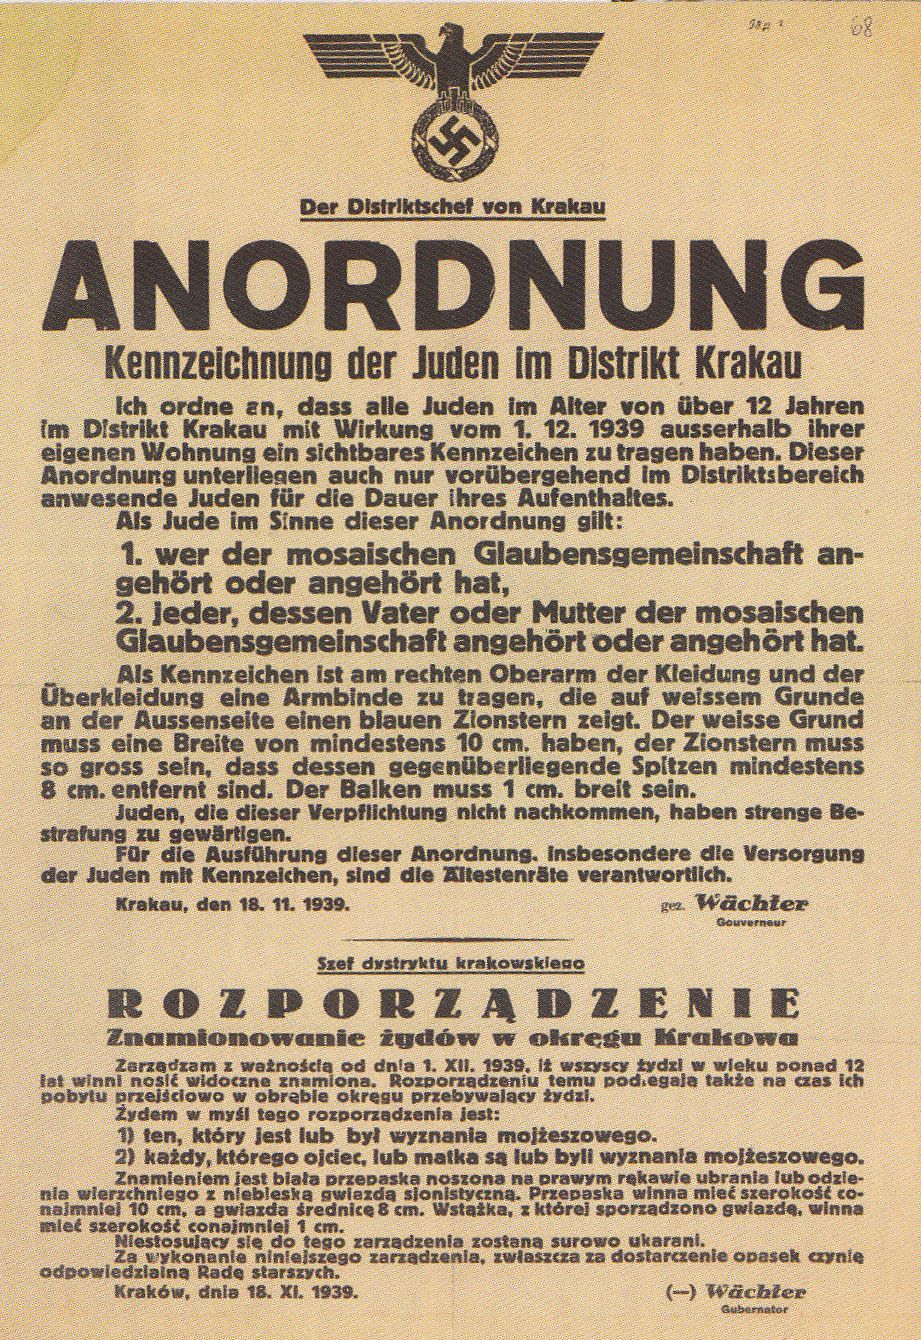 68
Der Distriktschef von Krakau
ANORDNUNG
Kennzeichnung der Juden im Distrikt Krakau
Ich ordne an, dass alle Juden im Alter von über 12 Jahren
im Distrikt Krakau mit Wirkung vom 1. 12. 1939 ausserhalb ihrer
eigenen Wohnung ein sichtbares Kennzeichen zu tragen haben. Dieser
Anordnung unterliegen auch nur vorübergehend im Distriktsbereich
anwesende Juden für die Dauer ihres Aufenthaltes.
Als Jude im Sinne dieser Anordnung gilt:
1. wer der mosaischen Glaubensgemeinschaft an-
gehört oder angehört hat,
2. jeder, dessen Vater oder Mutter der mosaischen
Glaubensgemeinschaft angehört oder angehört hat.
Als Kennzeichen ist am rechten Oberarm der Kleidung und der
Überkleidung eine Armbinde zu tragen, die auf weissem Grunde
an der Aussenseite einen blauen Zionstern zeigt. Der weisse Grund
muss eine Breite von mindestens 10 cm. haben, der Zionstern muss
so gross sein, dass dessen gegenüberliegende Spitzen mindestens
8 cm. entfernt sind. Der Balken muss 1 cm. breit sein.
Juden, die dieser Verpflichtung nicht nachkommen, haben strenge Be-
strafung zu gewärtigen.
Für die Ausführung dieser Anordnung, insbesondere die Versorgung
der Juden mit Kennzeichen, sind die Ältestenräte verantwortlich.
Krakau, den 18. 11. 1939.
gez. Wächler
Gouverneur
Szef dystryktu krakowskiego
ROZPORZĄDZENIE
Znamionowanie żydów w okręgu Krakowa
Zarządzam z ważnością od dnia 1. XII. 1939, iż wszyscy żydzi w wieku ponad 12
lat winni nosić widoczne znamiona. Rozporządzeniu temu podlegają także na czas ich
pobytu przejściowo w obrąbie okręgu przebywający żydzi.
Żydem w myśl tego rozporządzenia jest:
1) ten, który jest lub był wyznania mojżeszowego.
2) każdy, którego ojciec, lub matka są lub byli wyznania mojżeszowego.
Znamieniem jest biała przepaska noszona na prawym rękawie ubrania lub odzie-
nia wierzchniego z niebieską gwiazdą sjonistyczną. Przepaska winna mieć szerokość co-
najmniej 10 cm, a gwiazda średnicę 8 cm. Wstążka, z której sporządzono gwiazdę, winna
mieć szerokość conajmniej 1 cm.
Niestosujący się do tego zarządzenia zostaną surowo ukarani.
Za wykonanie niniejszego zarządzenia, zwłaszcza za dostarczenie opasek czynię
odpowiedzialną Radę starszych.
Kraków, dnia 18. XI. 1939.
(—) Wächler
Gubernator